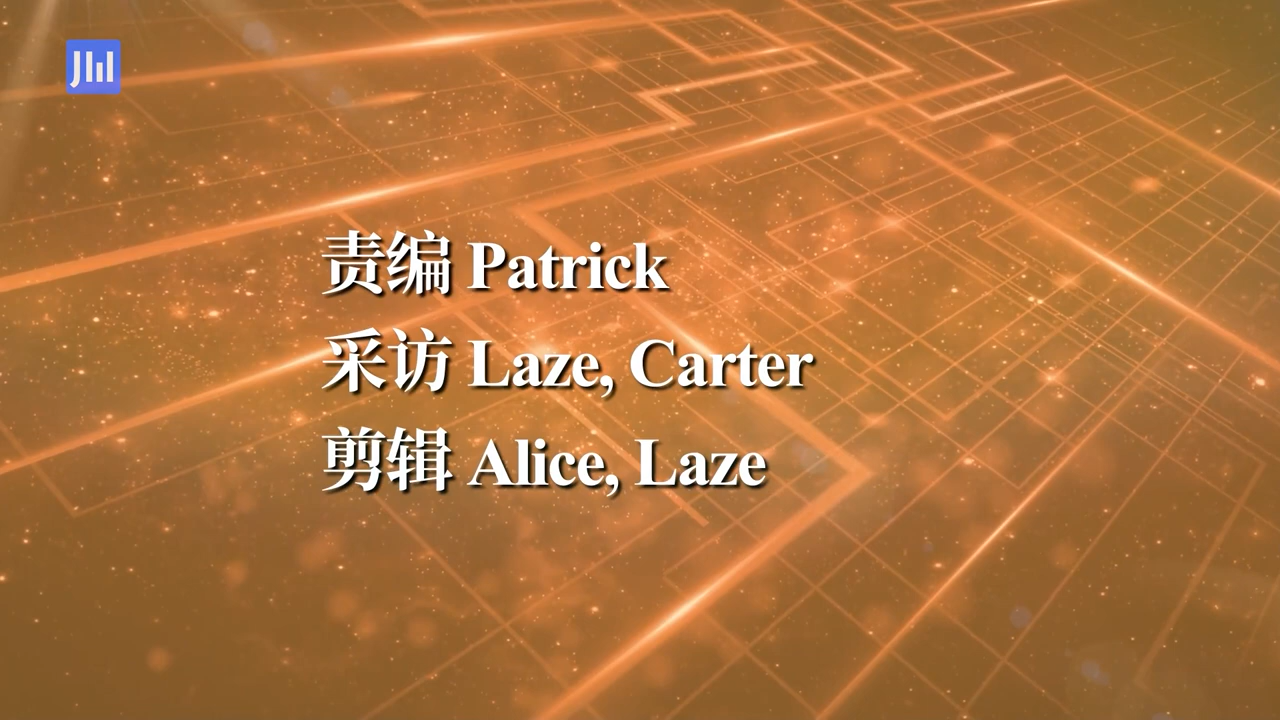 责编 Patrick
采访 Laze, Carter
剪辑 Alice, Laze